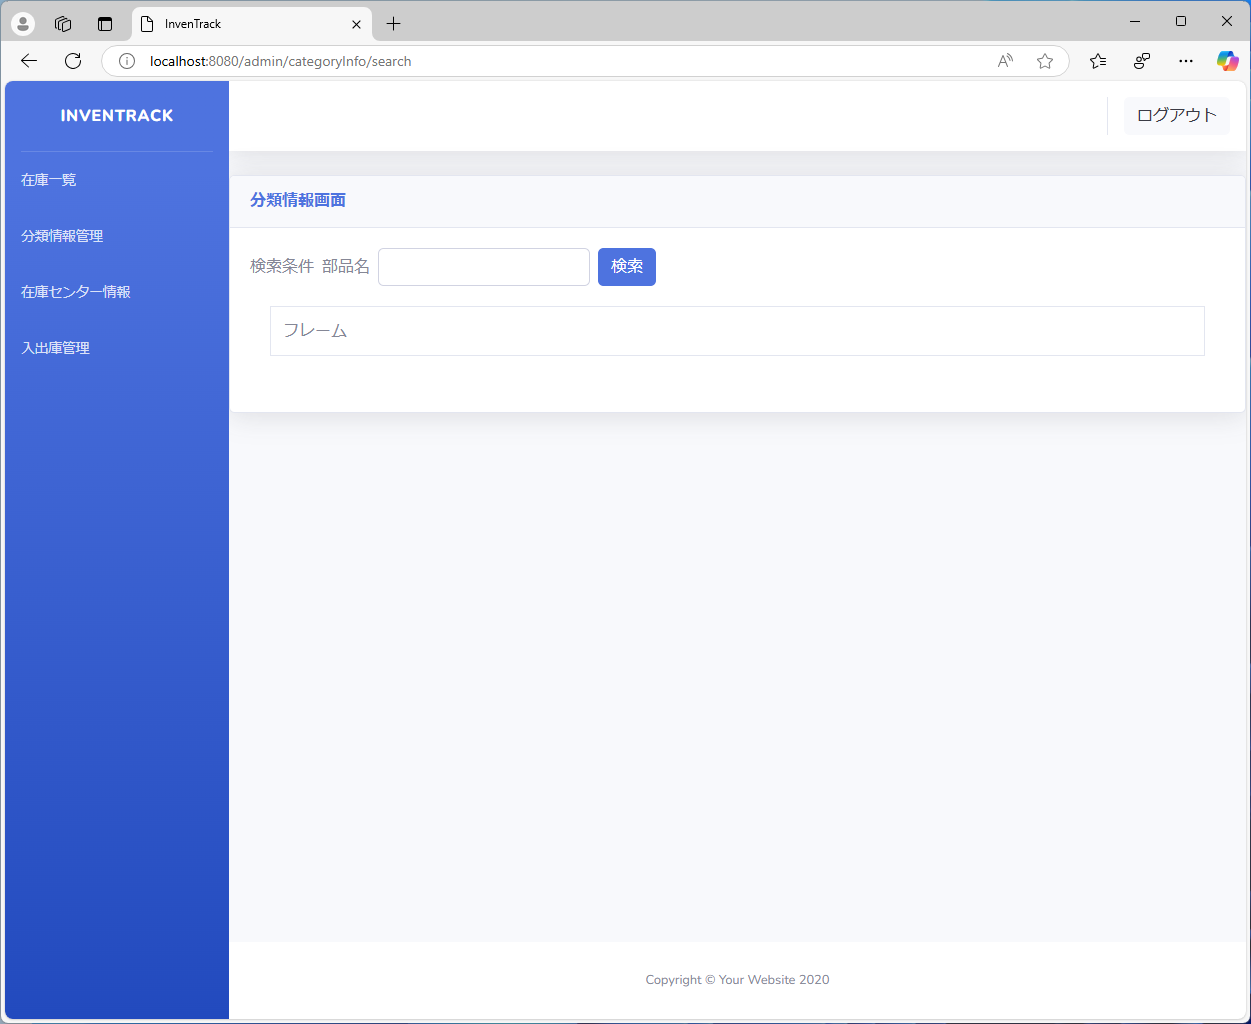 InvenTrack
localhost:8080/admin/categoryInfo/search
INVENTRACK
ログアウト
在庫一覧
分類情報管理
在庫センター情報
入出庫管理
分類情報画面
検索条件 部品名
検索
フレーム
Copyright © Your Website 2020